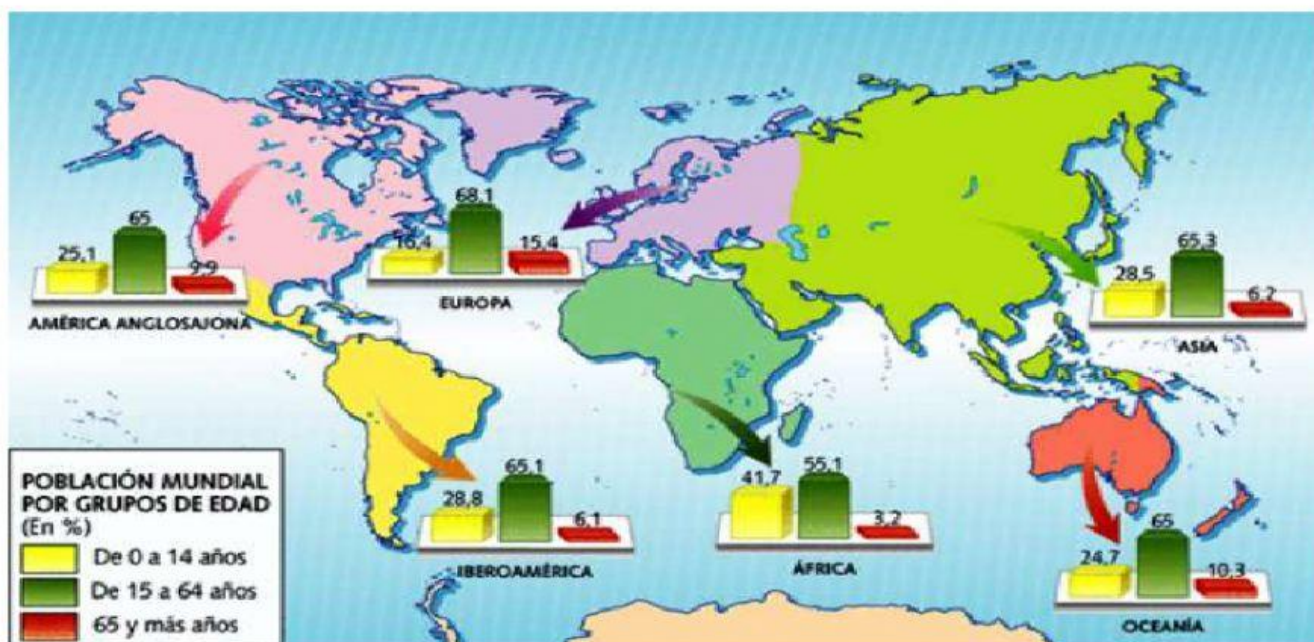 68,1
16,4
15,4
EUROPA
65
25,1
9,9
AMÉRICA ANGLOSAJONA
65,3
28,5
6,2
ASIA
65,1
28,8
6,1
IBEROAMÉRICA
55,1
41,7
3,2
ÁFRICA
65
24,7
10,3
OCEANÍA
POBLACIÓN MUNDIAL
POR GRUPOS DE EDAD
(En %)
De 0 a 14 años
De 15 a 64 años
65 y más años